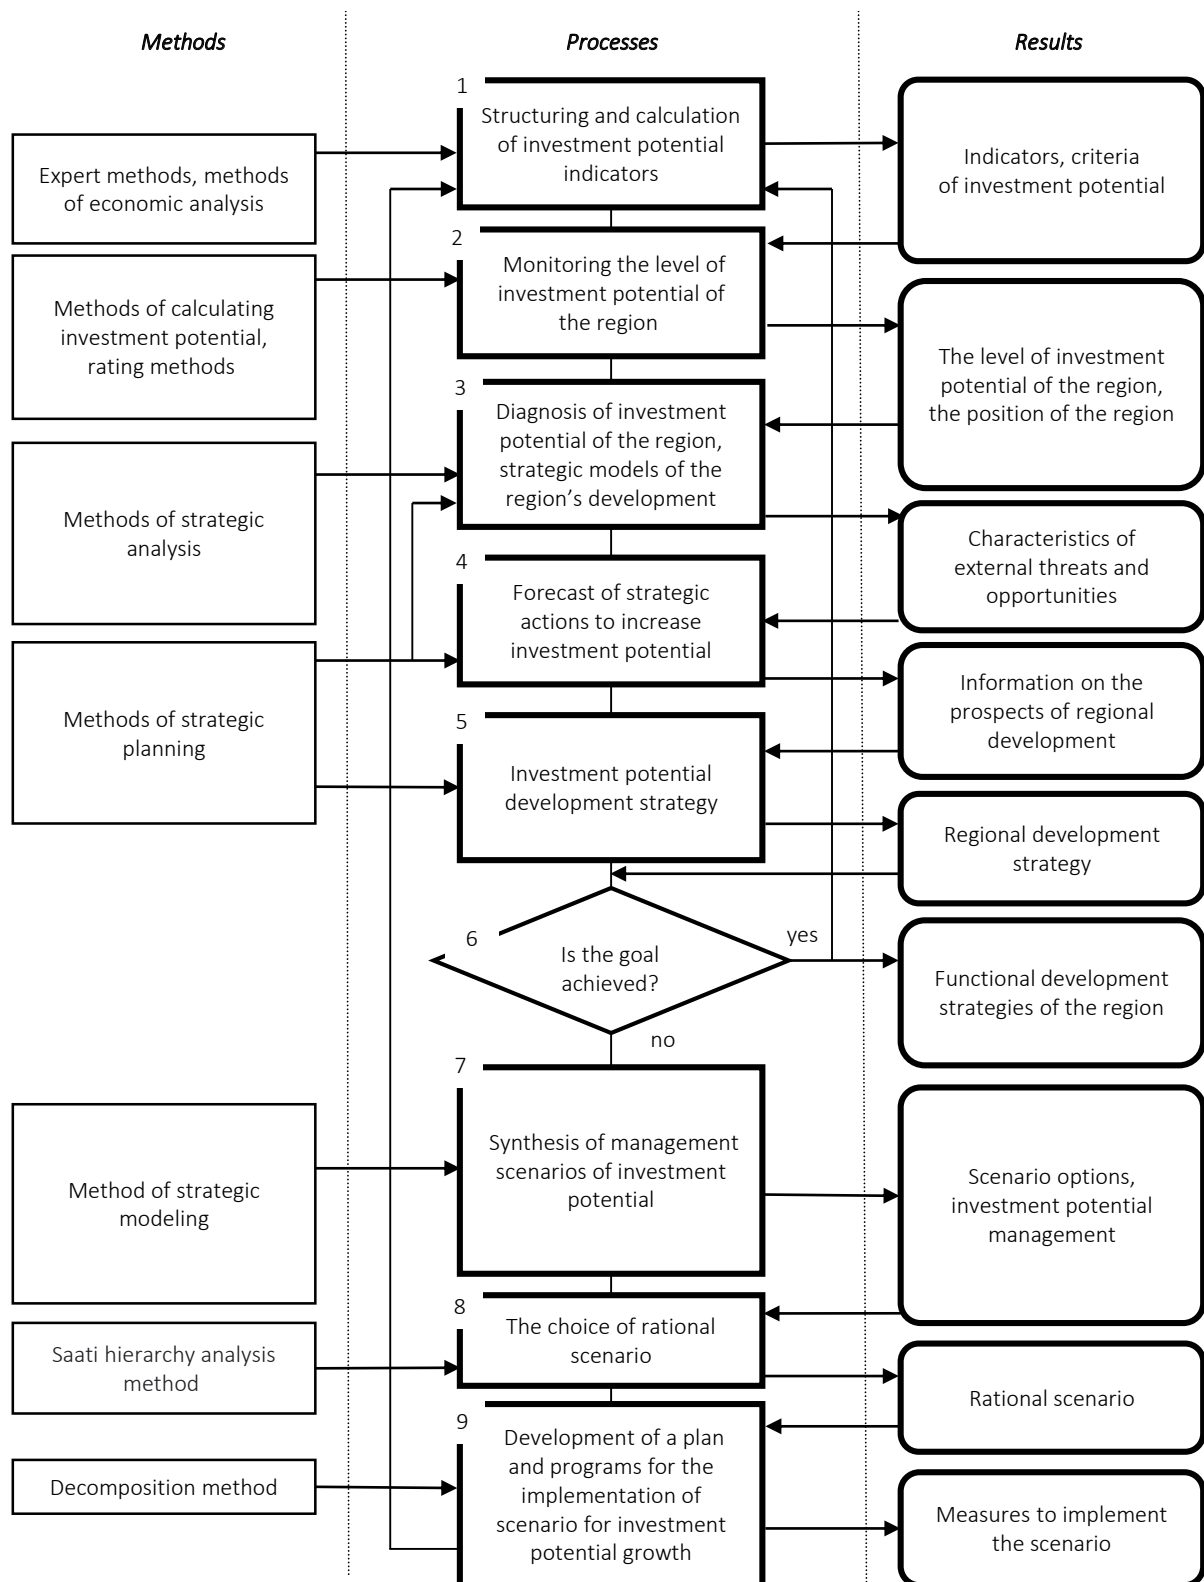 Methods
Processes
Results
1
Structuring and calculation
of investment potential
indicators
Expert methods, methods
of economic analysis
Indicators, criteria
of investment potential
2
Monitoring the level of
investment potential of
the region
Methods of calculating
investment potential,
rating methods
The level of investment
potential of the region,
the position of the region
3
Diagnosis of investment
potential of the region,
strategic models of the
region’s development
Methods of strategic
analysis
Characteristics of
external threats and
opportunities
4
Forecast of strategic
actions to increase
investment potential
Methods of strategic
planning
Information on the
prospects of regional
development
5
Investment potential
development strategy
Regional development
strategy
6
Is the goal
achieved?
yes
no
Functional development
strategies of the region
7
Synthesis of management
scenarios of investment
potential
Method of strategic
modeling
Scenario options,
investment potential
management
8
The choice of rational
scenario
Saati hierarchy analysis
method
Rational scenario
9
Development of a plan
and programs for the
implementation of
scenario for investment
potential growth
Decomposition method
Measures to implement
the scenario